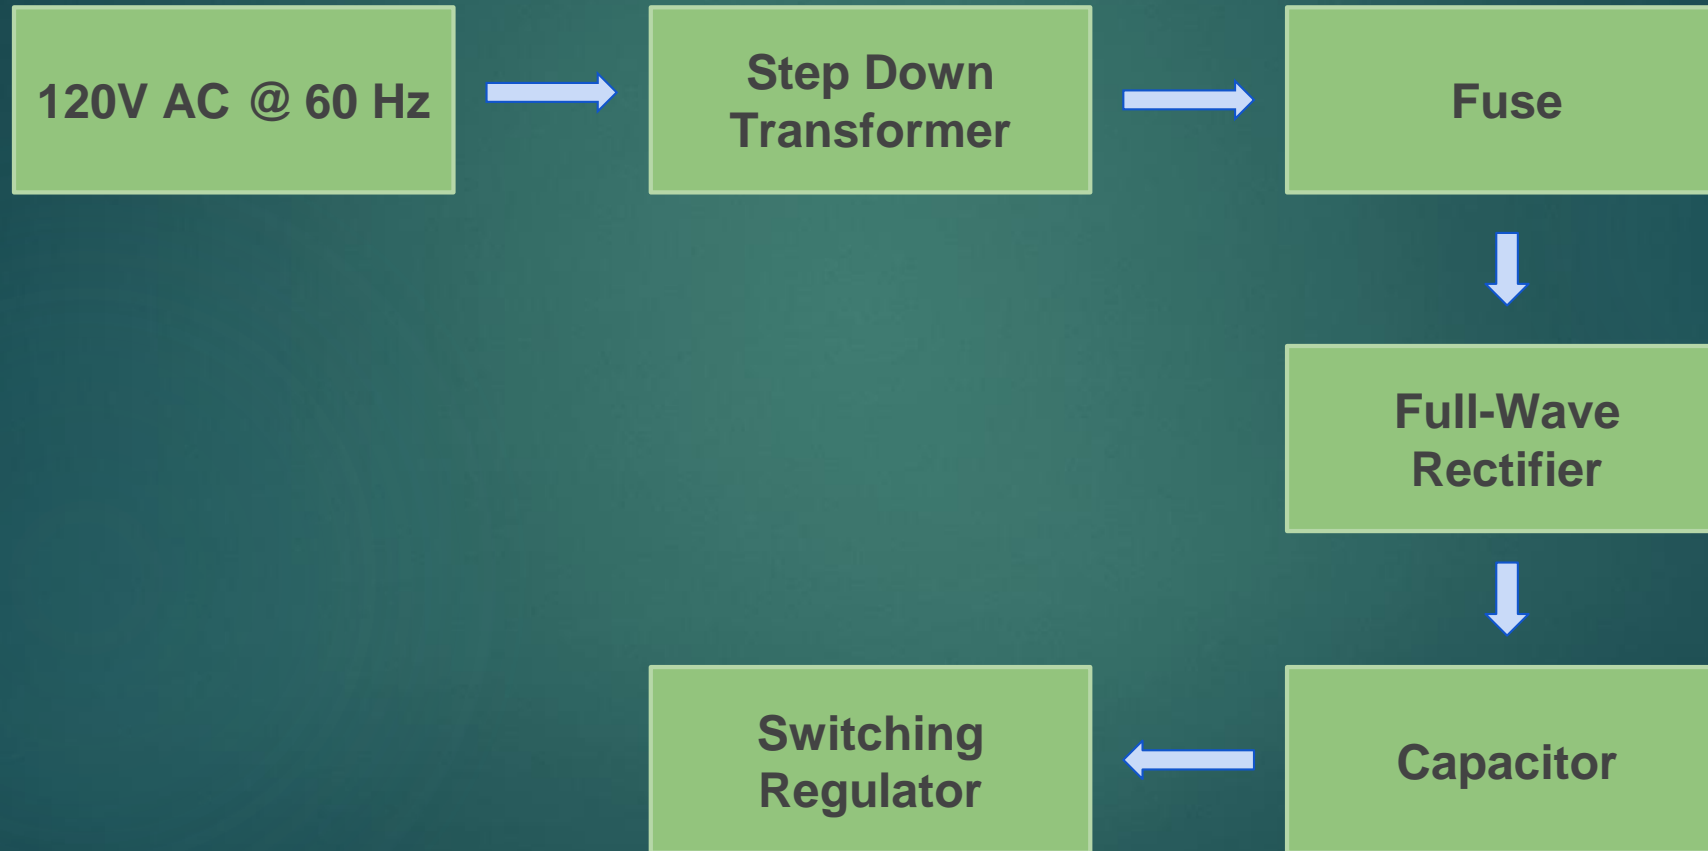 120V AC @ 60 Hz
Step Down
Transformer
Fuse
Full-Wave
Rectifier
Capacitor
Switching
Regulator